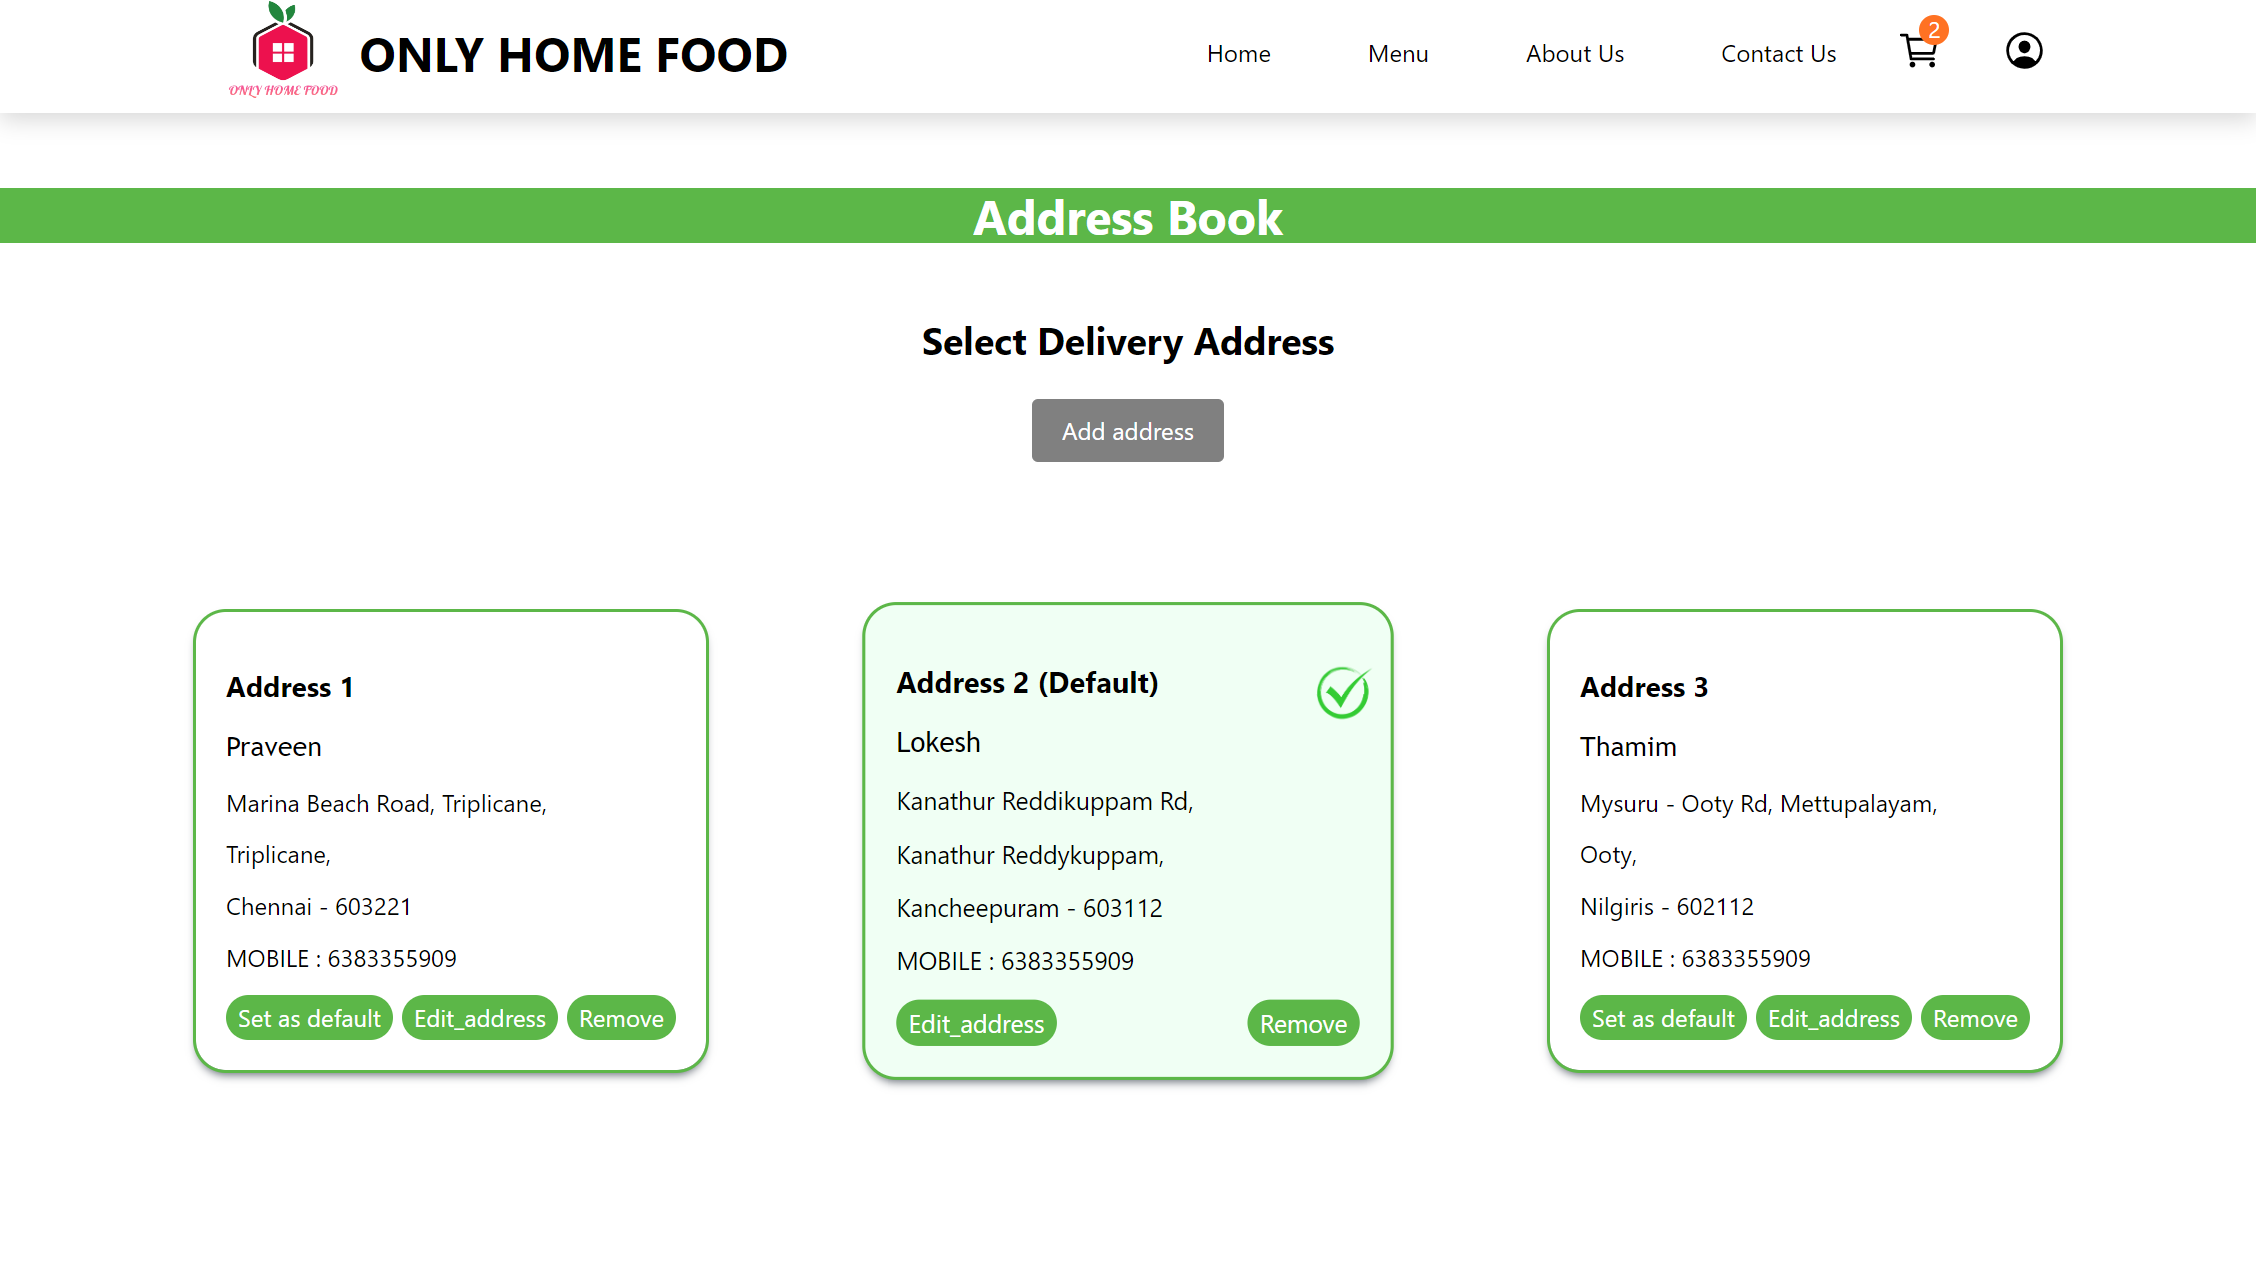 ONLY HOME FOOD
ONLY HOME FOOD
Home
Menu
About Us
Contact Us
2
Address Book
Select Delivery Address
Add address
Address 1
Praveen
Marina Beach Road, Triplicane,
Triplicane,
Chennai - 603221
MOBILE : 6383355909
Set as default
Edit_address
Remove
Address 2 (Default)
Lokesh
Kanathur Reddikuppam Rd,
Kanathur Reddykuppam,
Kancheepuram - 603112
MOBILE : 6383355909
Edit_address
Remove
Address 3
Thamim
Mysuru - Ooty Rd, Mettupalayam,
Ooty,
Nilgiris - 602112
MOBILE : 6383355909
Set as default
Edit_address
Remove